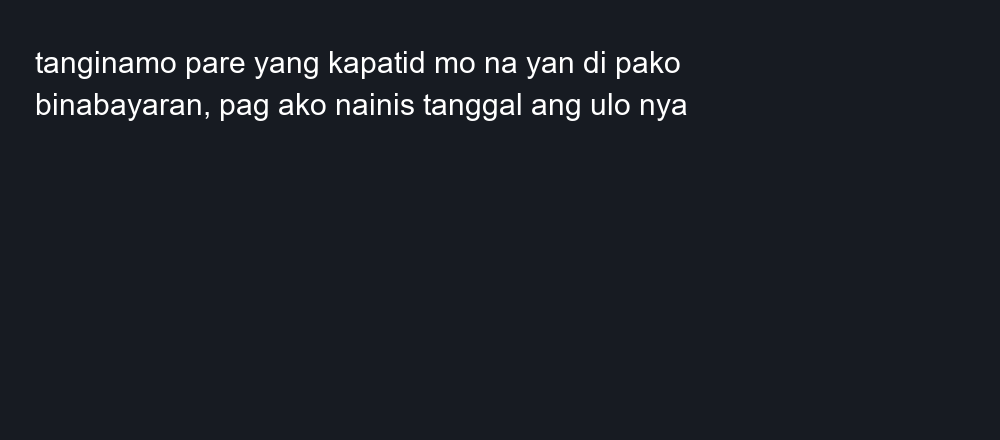 tanginamo pare yang kapatid mo na yan di pako
binabayaran, pag ako nainis tanggal ang ulo nya